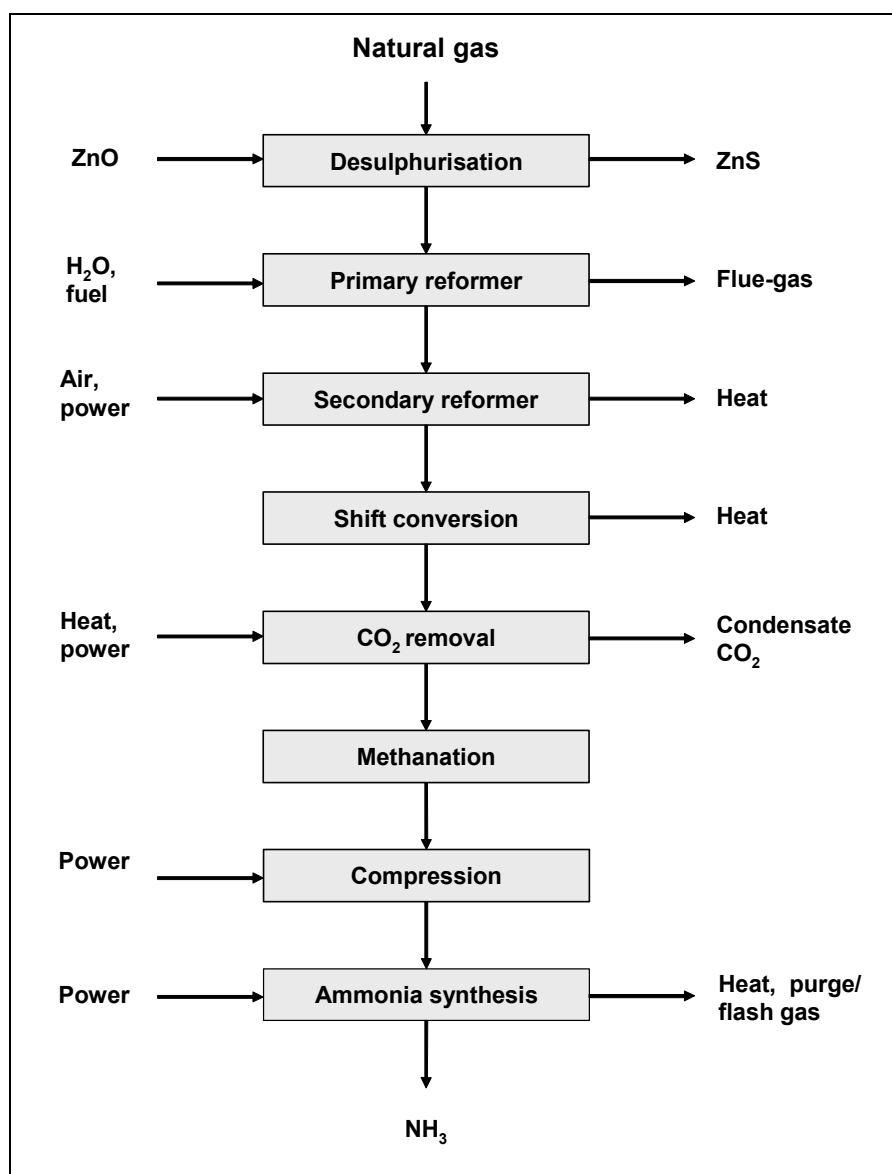 Natural gas
ZnO
Desulphurisation
ZnS
H₂O,
fuel
Primary reformer
Flue-gas
Air,
power
Secondary reformer
Heat
Shift conversion
Heat
Heat,
power
CO₂ removal
Condensate
CO₂
Methanation
Power
Compression
Power
Ammonia synthesis
Heat, purge/
flash gas
NH₃